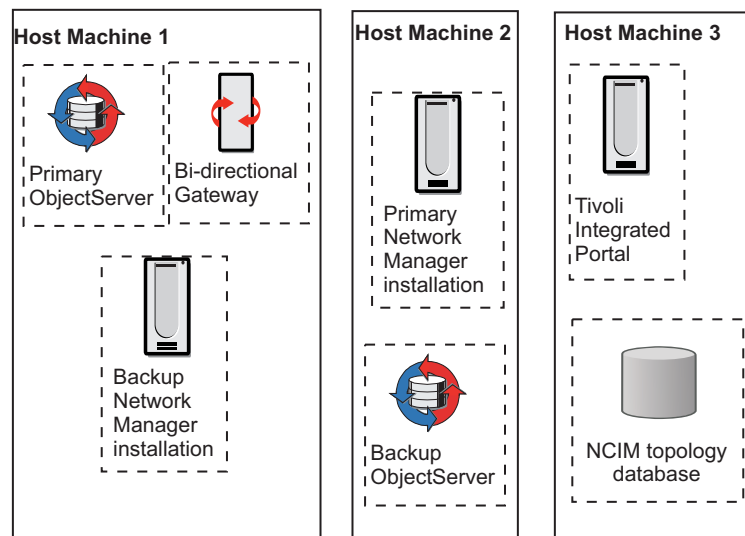 Host Machine 1
Primary
ObjectServer
Bi-directional
Gateway
Backup
Network
Manager
installation
Host Machine 2
Primary
Network
Manager
installation
Backup
ObjectServer
Host Machine 3
Tivoli
Integrated
Portal
NCIM topology
database